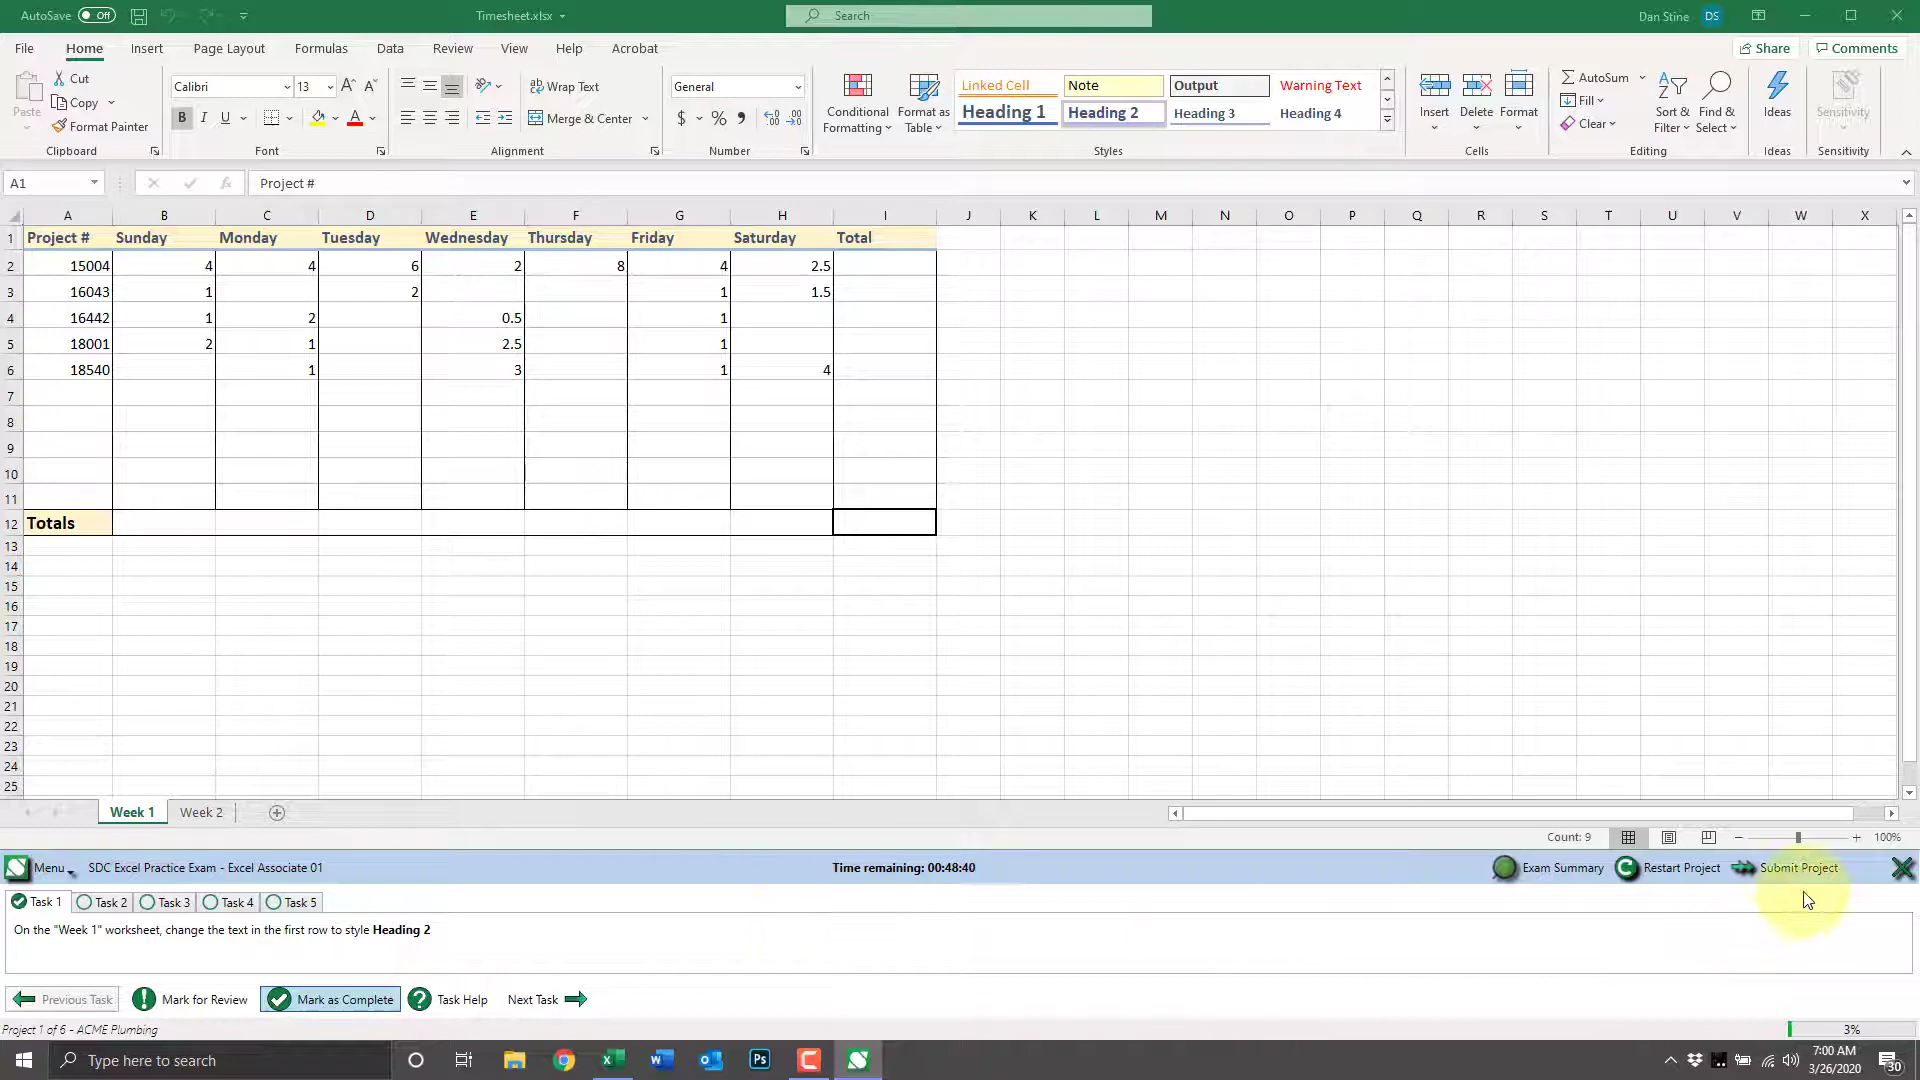 AutoSave Off Timesheet.xlsx Search Dan Stine DS
File Home Insert Page Layout Formulas Data Review View Help Acrobat Share Comments
Paste Cut Copy Format Painter Clipboard
Calibri 13 A A B I U A Font
ab Wrap Text Merge & Center Alignment
General $ % 9 Number
Conditional Formatting Format as Table
Linked Cell Note Output Warning Text
Heading 1 Heading 2 Heading 3 Heading 4
Styles
Insert Delete Format Cells
AutoSum Fill Clear Sort & Filter Find & Select Editing
Ideas Ideas Sensitivity Sensitivity
A1 fx Project #
A B C D E F G H I J K L M N O P Q R S T U V W X
1 Project # Sunday Monday Tuesday Wednesday Thursday Friday Saturday Total
2 15004 4 4 6 2 8 4 2.5
3 16043 1 2 1 1.5
4 16442 1 2 0.5 1
5 18001 2 1 2.5 1
6 18540 1 3 1 4
7
8
9
10
11
12 Totals
13
14
15
16
17
18
19
20
21
22
23
24
25
Week 1 Week 2
Count: 9 100%
Menu SDC Excel Practice Exam - Excel Associate 01 Time remaining: 00:48:40 Exam Summary Restart Project Submit Project
Task 1 Task 2 Task 3 Task 4 Task 5
On the "Week 1" worksheet, change the text in the first row to style Heading 2
Previous Task Mark for Review Mark as Complete Task Help Next Task
Project 1 of 6 - ACME Plumbing 3%
Type here to search Ps 7:00 AM
3/26/2020 30